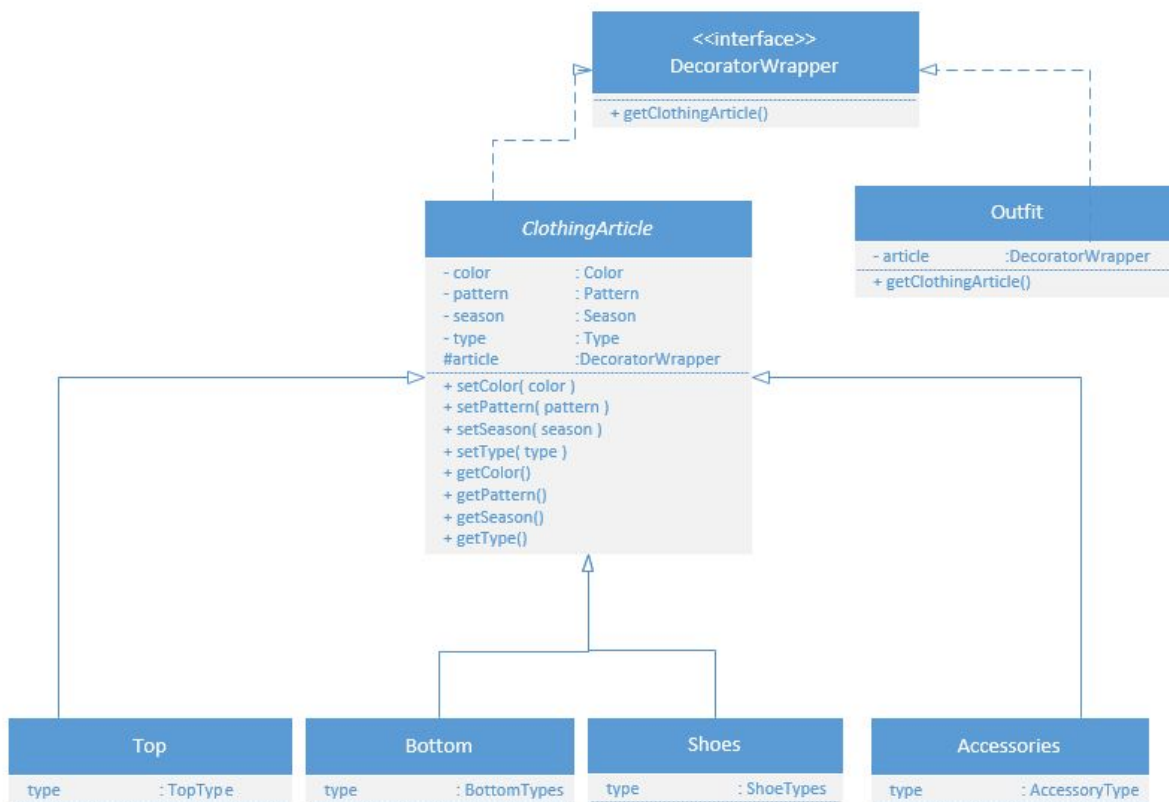 <<interface>>
DecoratorWrapper
+ getClothingArticle()
ClothingArticle
- color : Color
- pattern : Pattern
- season : Season
- type : Type
#article :DecoratorWrapper
+ setColor( color )
+ setPattern( pattern )
+ setSeason( season )
+ setType( type )
+ getColor()
+ getPattern()
+ getSeason()
+ getType()
Outfit
- article :DecoratorWrapper
+ getClothingArticle()
Top
type : TopType
Bottom
type : BottomTypes
Shoes
type : ShoeTypes
Accessories
type : AccessoryType